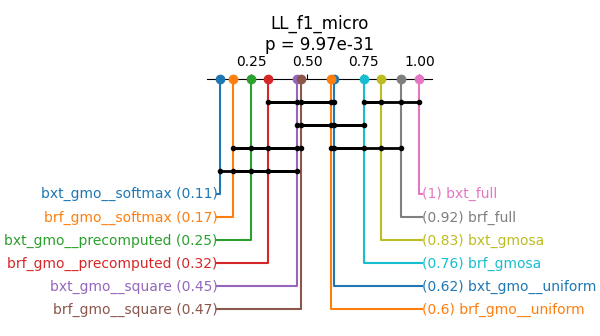 LL_f1_micro
p = 9.97e-31
0.25 0.50 0.75 1.00
bxt_gmo__softmax (0.11) (1) bxt_full
brf_gmo__softmax (0.17) (0.92) brf_full
bxt_gmo__precomputed (0.25) (0.83) bxt_gmosa
brf_gmo__precomputed (0.32) (0.76) brf_gmosa
bxt_gmo__square (0.45) (0.62) bxt_gmo__uniform
brf_gmo__square (0.47) (0.6) brf_gmo__uniform